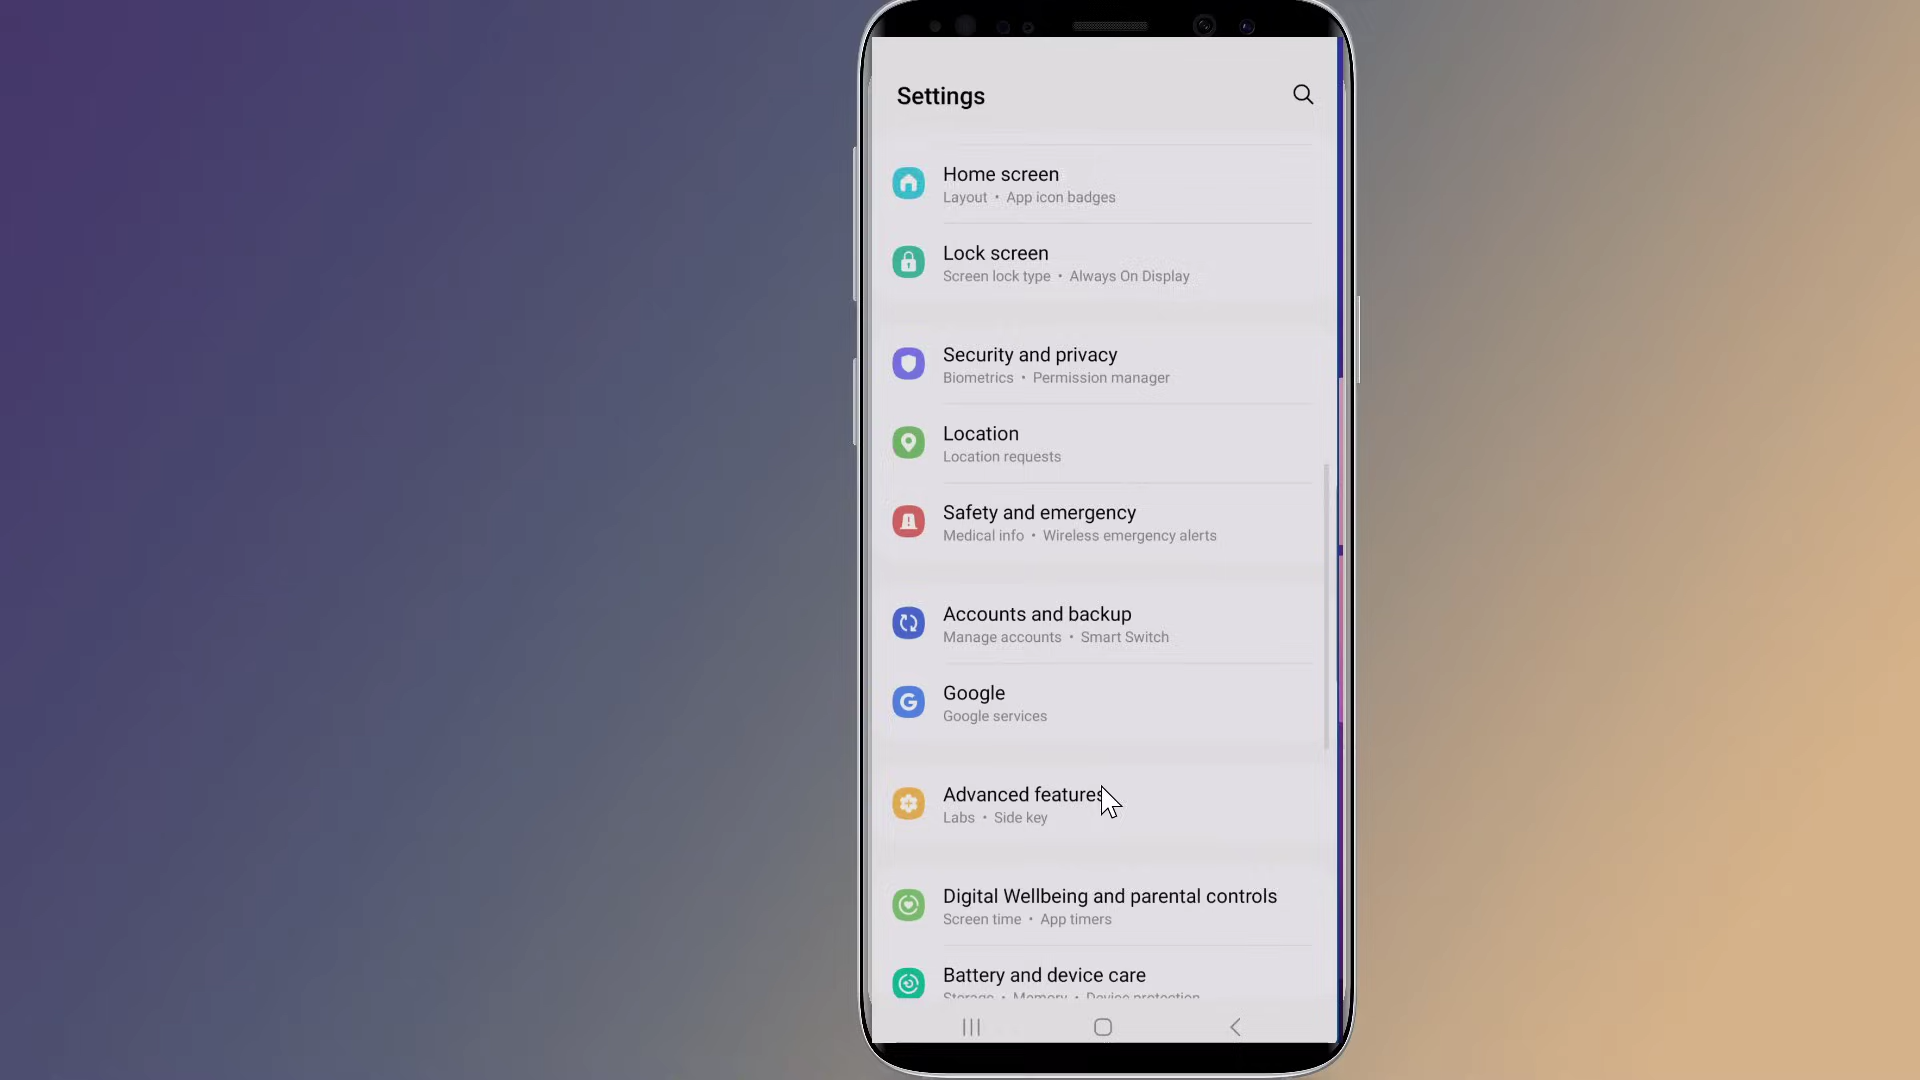 Settings
Home screen
Layout • App icon badges
Lock screen
Screen lock type • Always On Display
Security and privacy
Biometrics • Permission manager
Location
Location requests
Safety and emergency
Medical info • Wireless emergency alerts
Accounts and backup
Manage accounts • Smart Switch
Google
Google services
Advanced features
Labs • Side key
Digital Wellbeing and parental controls
Screen time • App timers
Battery and device care
Storage • Memory • Device protection